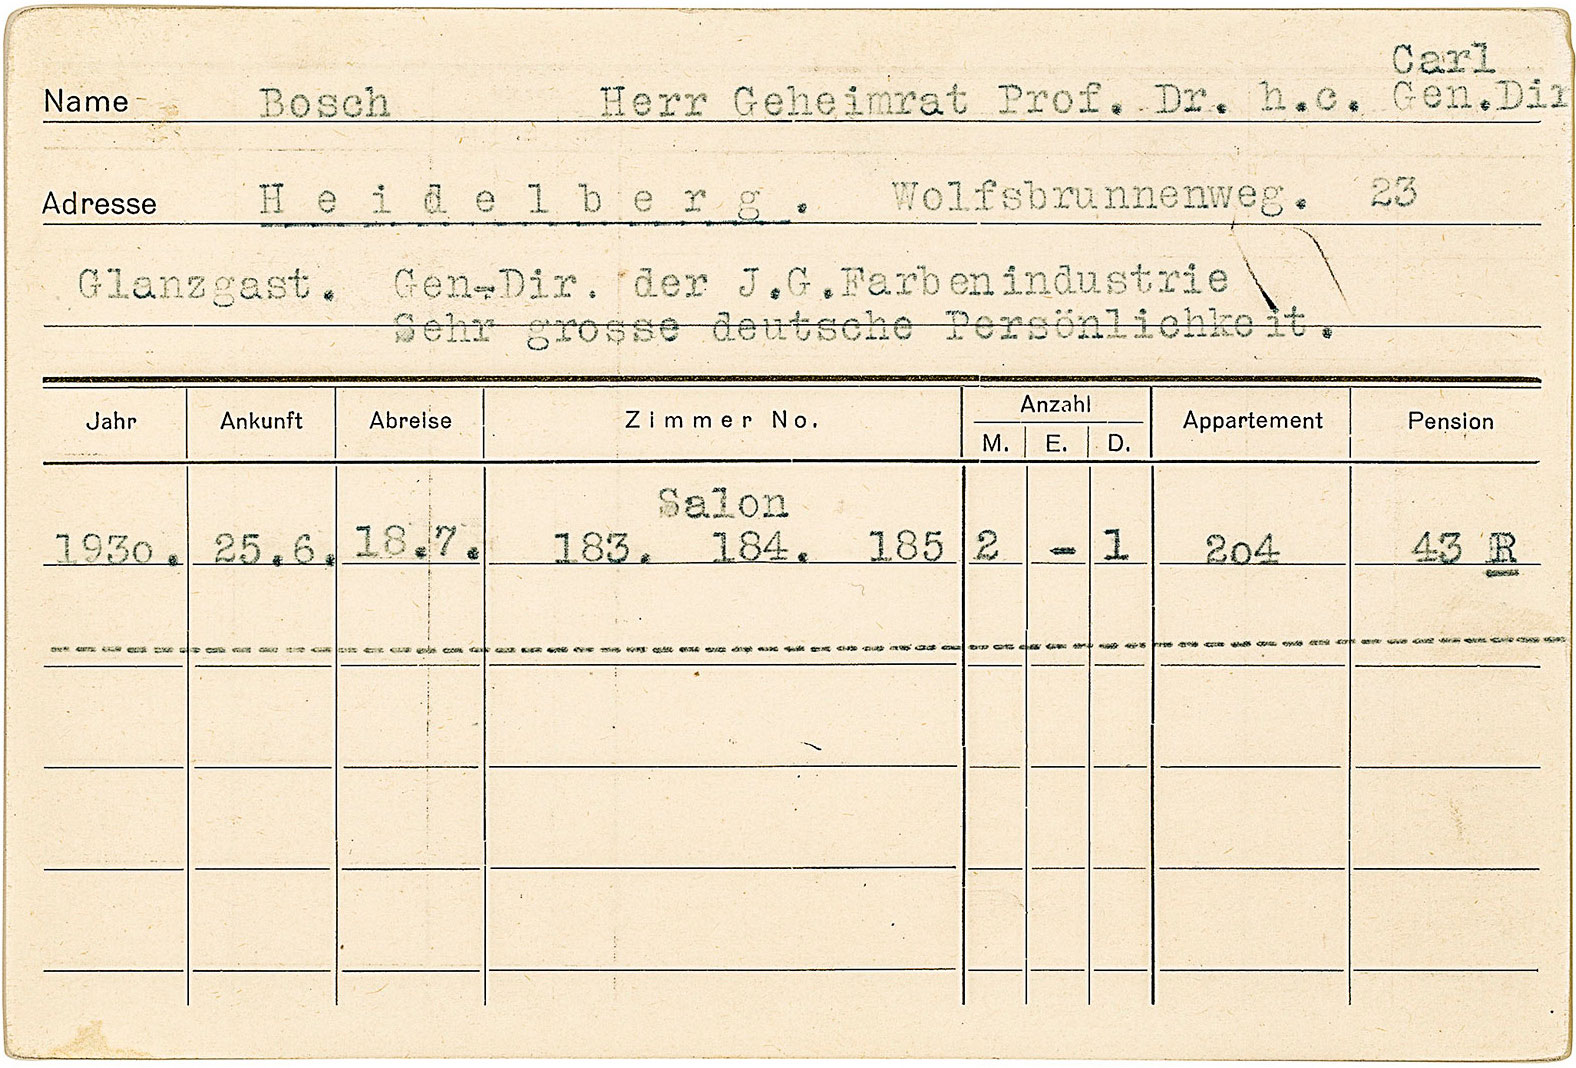 Carl
Name Bosch Herr Geheimrat Prof. Dr. h.c. Gen.Dir
Adresse H e i d e l b e r g . Wolfsbrunnenweg. 23
Glanzgast. Gen-Dir. der J.G.Farbenindustrie
Sehr grosse deutsche Persönlichkeit.
Jahr Ankunft Abreise Zimmer No. Anzahl Appartement Pension
M. E. D.
Salon
1930. 25.6. 18.7. 183. 184. 185 2 - 1 204 43 R